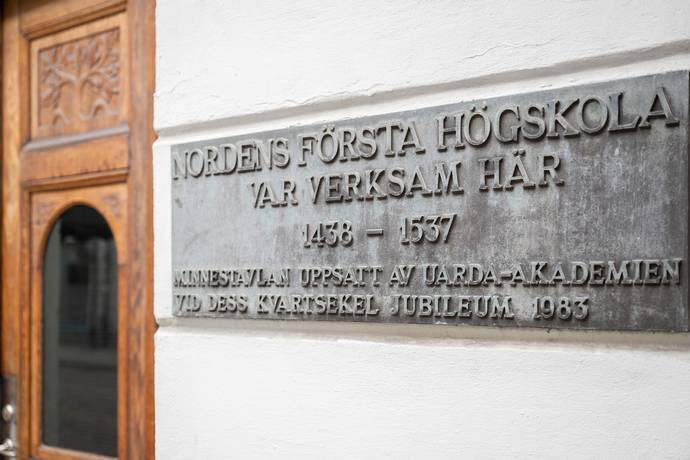 NORDENS FÖRSTA HÖGSKOLA
VAR VERKSAM HÄR
1438 – 1537
MINNESTAVLAN UPPSATT AV UARDA-AKADEMIEN
VID DESS KVARTSEKEL JUBILEUM 1983